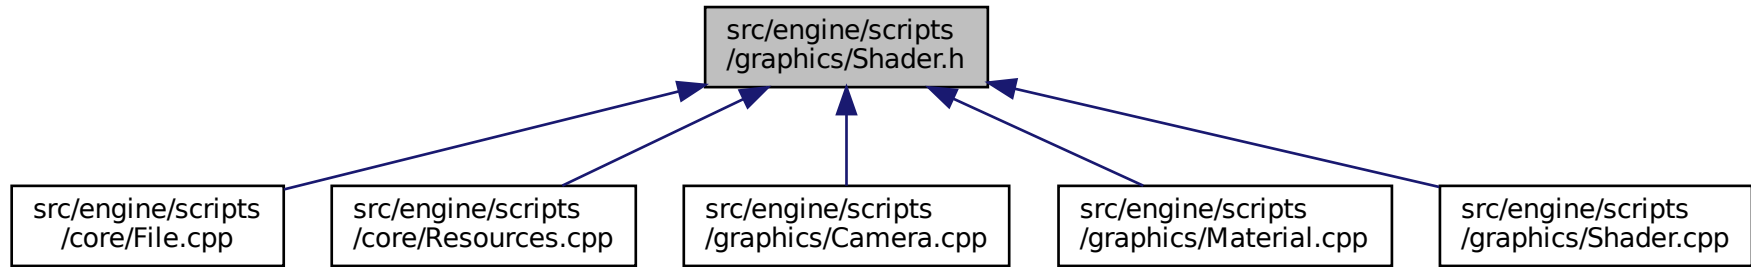 src/engine/scripts
/graphics/Shader.h
src/engine/scripts
/core/File.cpp
src/engine/scripts
/core/Resources.cpp
src/engine/scripts
/graphics/Camera.cpp
src/engine/scripts
/graphics/Material.cpp
src/engine/scripts
/graphics/Shader.cpp